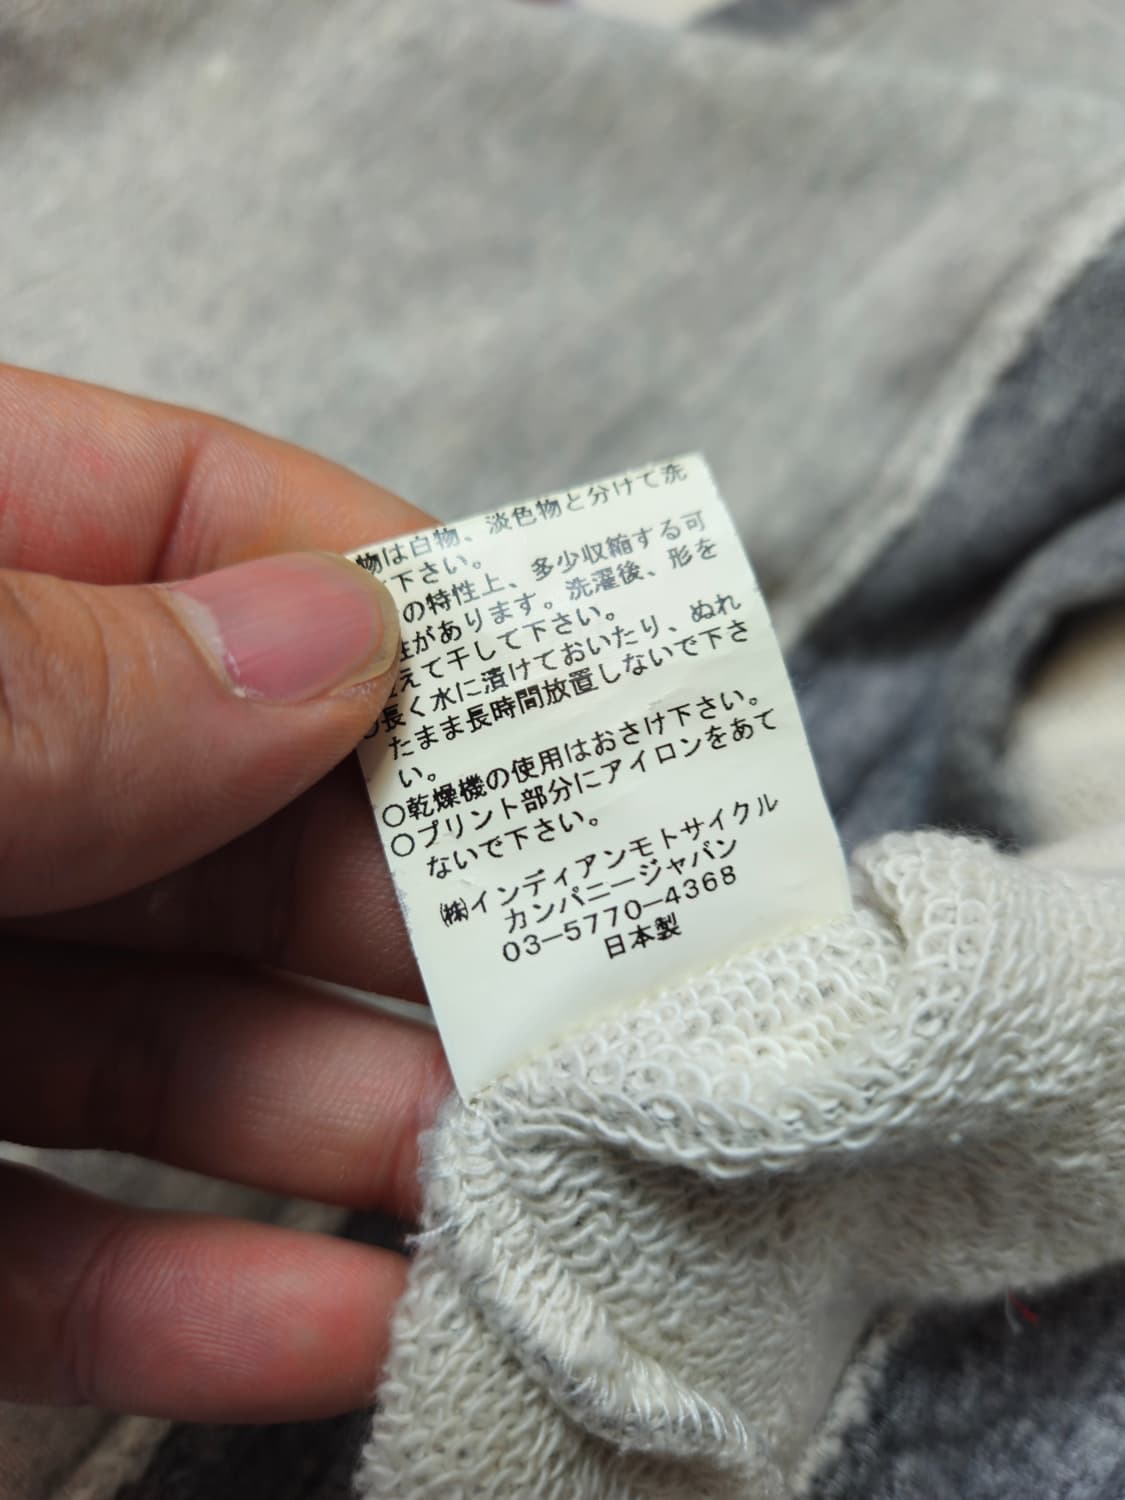 物は白物、淡色物と分けて洗
下さい。
の特性上、多少収縮する可
性があります。洗濯後、形を
えて干して下さい。
○長く水に漬けておいたり、ぬれ
たまま長時間放置しないで下さ
い。
○乾燥機の使用はおさけ下さい。
○プリント部分にアイロンをあて
ないで下さい。
㈱インディアンモトサイクル
カンパニージャパン
03−5770−4368
日本製